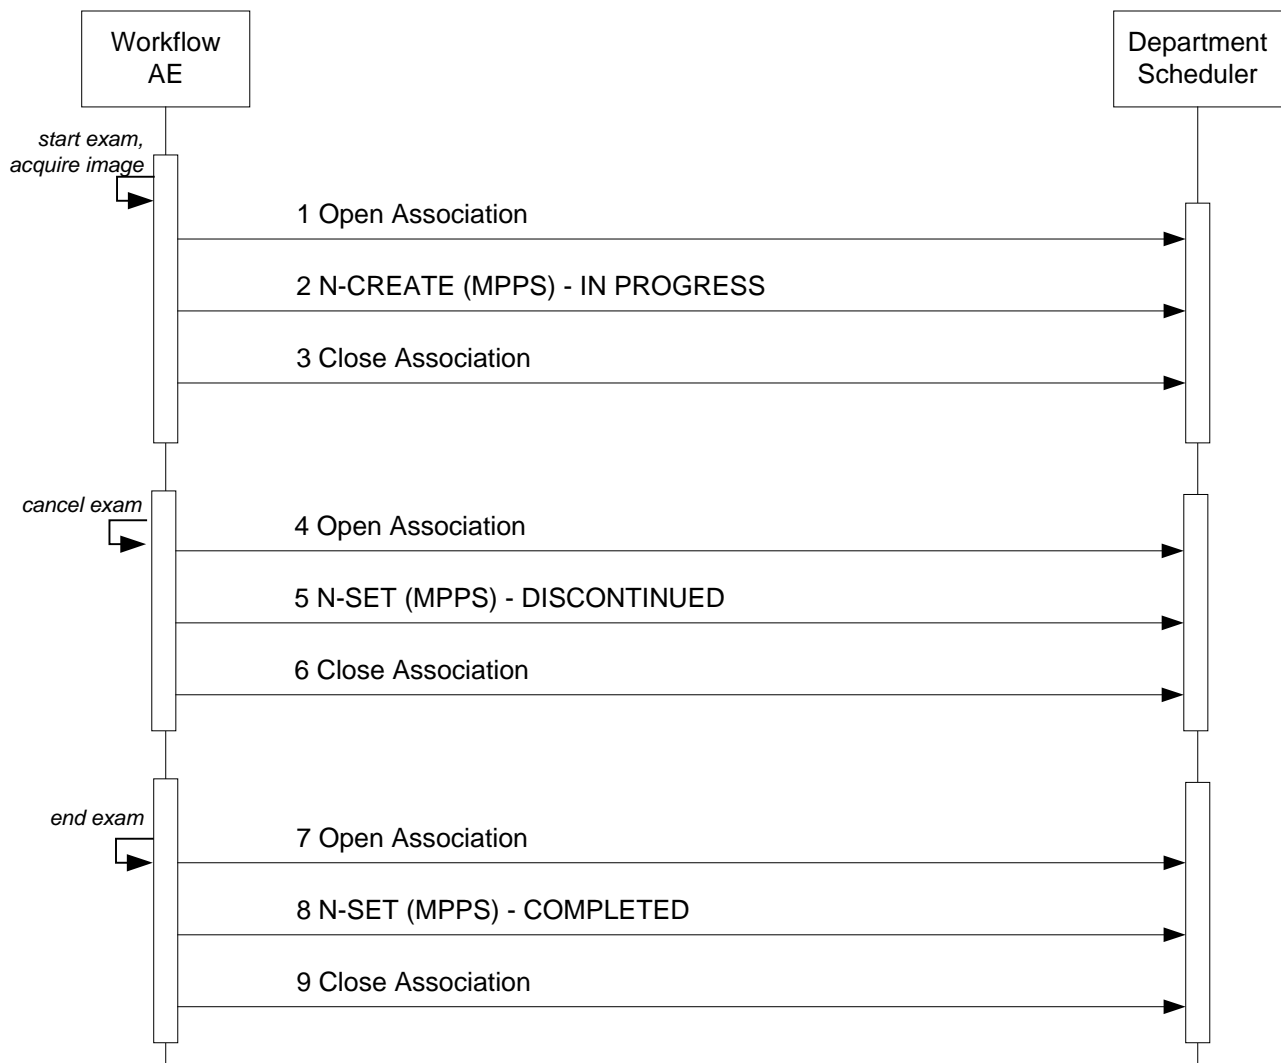 Workflow
AE
Department
Scheduler
start exam,
acquire image
1 Open Association
2 N-CREATE (MPPS) - IN PROGRESS
3 Close Association
cancel exam
4 Open Association
5 N-SET (MPPS) - DISCONTINUED
6 Close Association
end exam
7 Open Association
8 N-SET (MPPS) - COMPLETED
9 Close Association